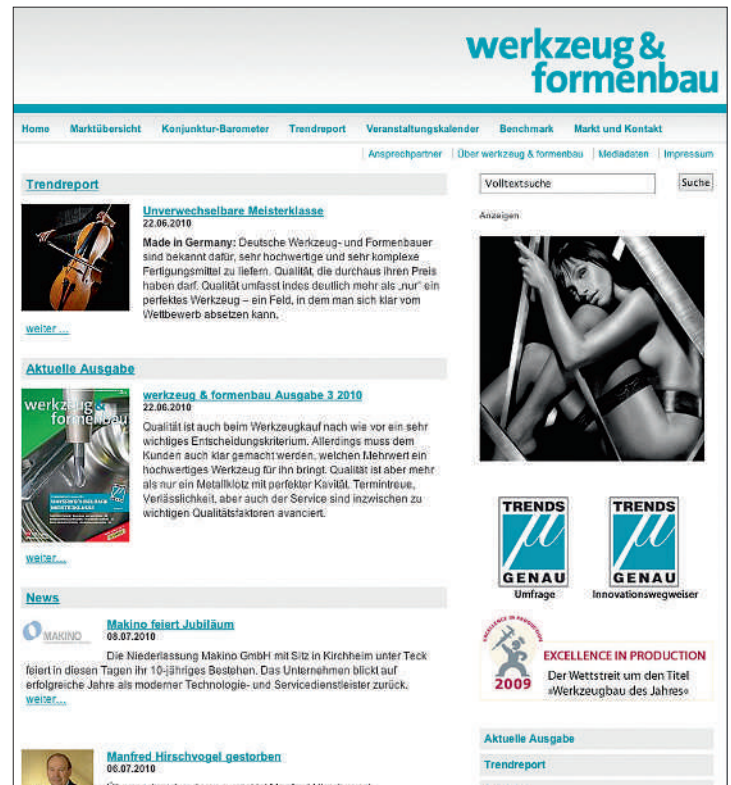 werkzeug &
formenbau
Home Marktübersicht Konjunktur-Barometer Trendreport Veranstaltungskalender Benchmark Markt und Kontakt
Ansprechpartner Über werkzeug & formenbau Mediadaten Impressum
Trendreport
Unverwechselbare Meisterklasse
22.06.2010
Made in Germany: Deutsche Werkzeug- und Formenbauer
sind bekannt dafür, sehr hochwertige und sehr komplexe
Fertigungsmittel zu liefern. Qualität, die durchaus ihren Preis
haben darf. Qualität umfasst indes deutlich mehr als „nur“ ein
perfektes Werkzeug – ein Feld, in dem man sich klar vom
Wettbewerb absetzen kann.
weiter ...
Aktuelle Ausgabe
werkzeug &
formenbau
werkzeug & formenbau Ausgabe 3 2010
22.06.2010
Qualität ist auch beim Werkzeugkauf nach wie vor ein sehr
wichtiges Entscheidungskriterium. Allerdings muss dem
Kunden auch klar gemacht werden, welchen Mehrwert ein
hochwertiges Werkzeug für ihn bringt. Qualität ist aber mehr
als nur ein Metallklotz mit perfekter Kavität. Termintreue,
Verlässlichkeit, aber auch der Service sind inzwischen zu
wichtigen Qualitätsfaktoren avanciert.
weiter...
News
MAKINO
Makino feiert Jubiläum
08.07.2010
Die Niederlassung Makino GmbH mit Sitz in Kirchheim unter Teck
feiert in diesen Tagen ihr 10-jähriges Bestehen. Das Unternehmen blickt auf
erfolgreiche Jahre als moderner Technologie- und Servicedienstleister zurück.
weiter...
Manfred Hirschvogel gestorben
06.07.2010
Volltextsuche Suche
Anzeigen
TRENDS
µ
GENAU
Umfrage
TRENDS
µ
GENAU
Innovationswegweiser
EXCELLENCE IN PRODUCTION
2009
EXCELLENCE IN PRODUCTION
Der Wettstreit um den Titel
»Werkzeugbau des Jahres«
Aktuelle Ausgabe
Trendreport